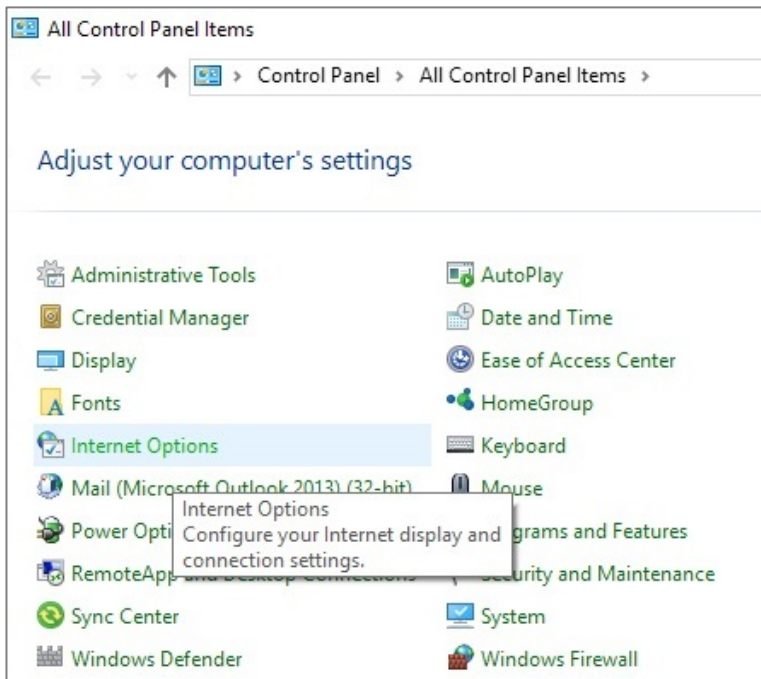 All Control Panel Items
Control Panel > All Control Panel Items >
Adjust your computer's settings
Administrative Tools
AutoPlay
Credential Manager
Date and Time
Display
Ease of Access Center
Fonts
HomeGroup
Internet Options
Keyboard
Mail (Microsoft Outlook 2013) (32-bit)
Mouse
Internet Options
Configure your Internet display and
connection settings.
Power Opti
grams and Features
RemoteApp and Desktop Connections
Security and Maintenance
Sync Center
System
Windows Defender
Windows Firewall